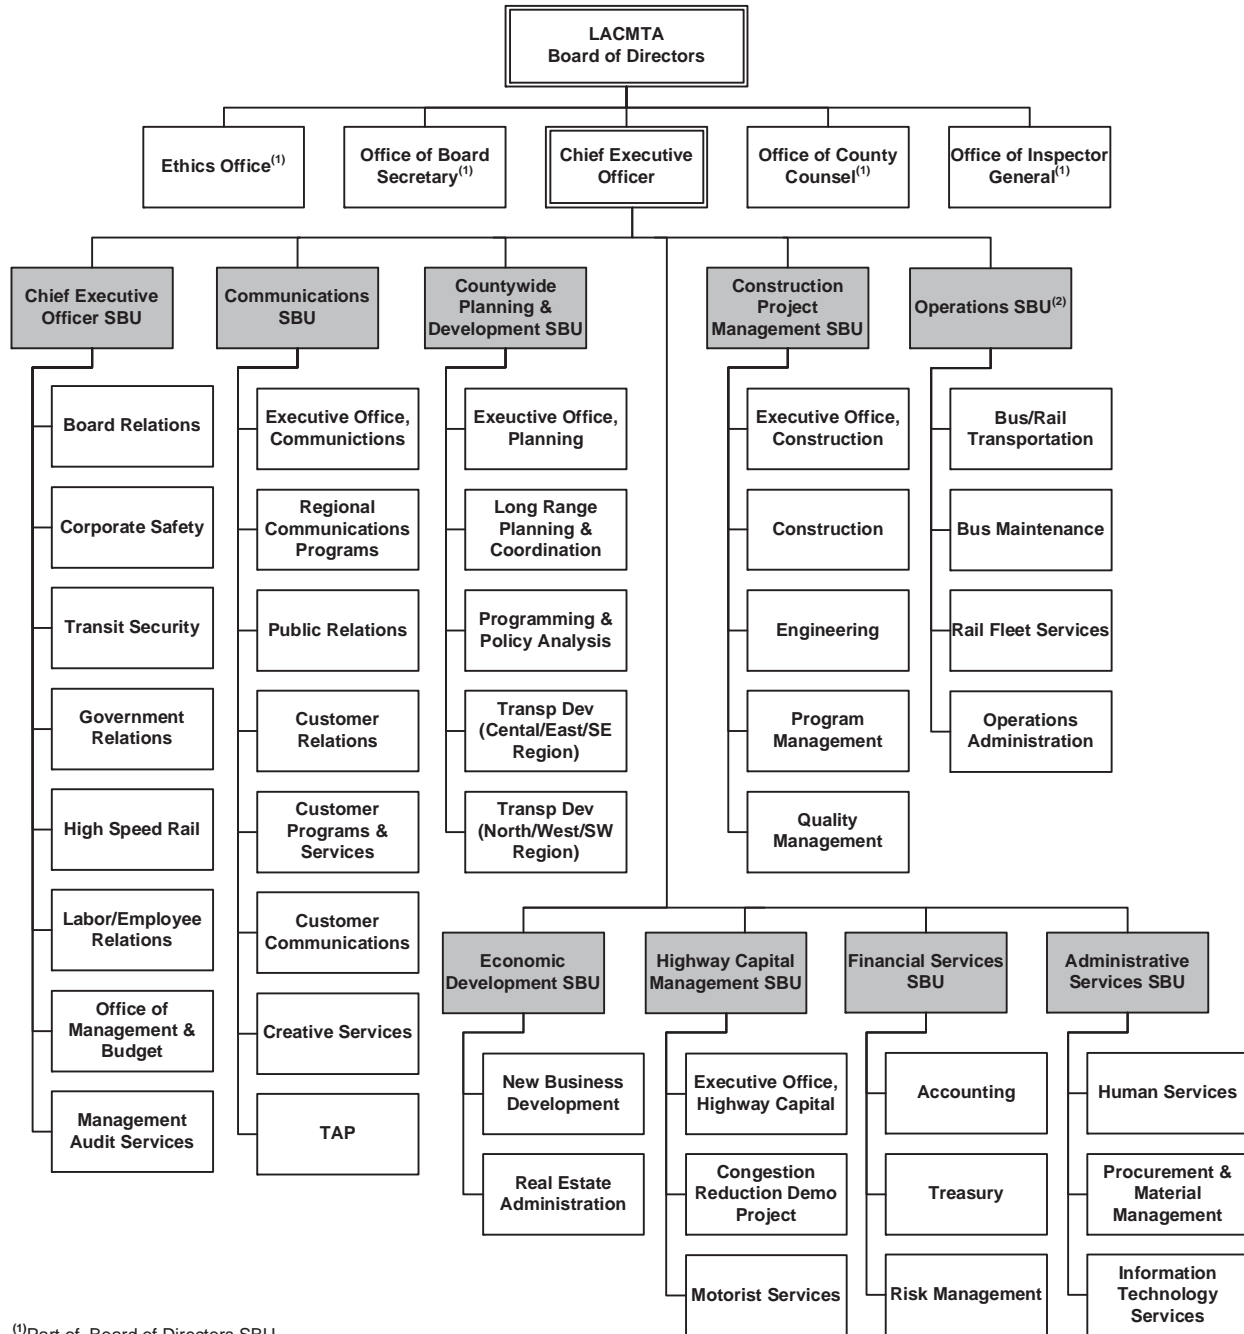 LACMTA
Board of Directors
Ethics Office(1)
Office of Board
Secretary(1)
Chief Executive
Officer
Office of County
Counsel(1)
Office of Inspector
General(1)
Chief Executive
Officer SBU
Communications
SBU
Countywide
Planning &
Development SBU
Construction
Project
Management SBU
Operations SBU(2)
Board Relations
Corporate Safety
Transit Security
Government
Relations
High Speed Rail
Labor/Employee
Relations
Office of
Management &
Budget
Management
Audit Services
Executive Office,
Communictions
Regional
Communications
Programs
Public Relations
Customer
Relations
Customer
Programs &
Services
Customer
Communications
Creative Services
TAP
Exeuctive Office,
Planning
Long Range
Planning &
Coordination
Programming &
Policy Analysis
Transp Dev
(Cental/East/SE
Region)
Transp Dev
(North/West/SW
Region)
Executive Office,
Construction
Construction
Engineering
Program
Management
Quality
Management
Bus/Rail
Transportation
Bus Maintenance
Rail Fleet Services
Operations
Administration
Economic
Development SBU
Highway Capital
Management SBU
Financial Services
SBU
Administrative
Services SBU
New Business
Development
Real Estate
Administration
Executive Office,
Highway Capital
Congestion
Reduction Demo
Project
Motorist Services
Accounting
Treasury
Risk Management
Human Services
Procurement &
Material
Management
Information
Technology
Services
(1)Part of Board of Directors SBU